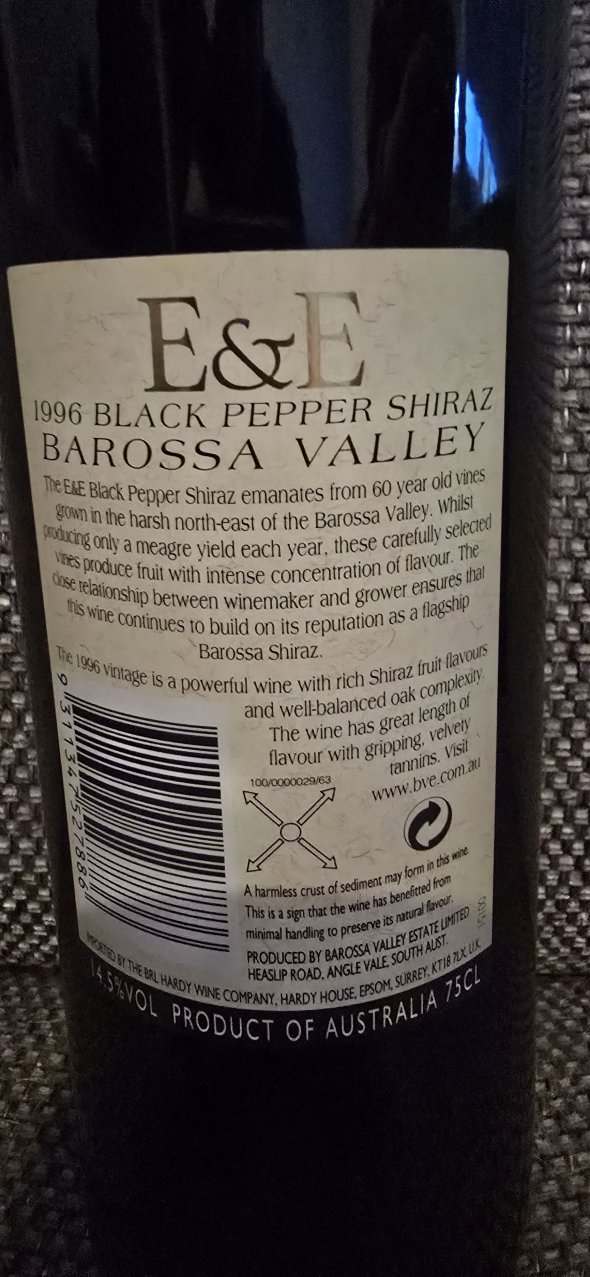 E&E
1996 BLACK PEPPER SHIRAZ
BAROSSA VALLEY
The E&E Black Pepper Shiraz emanates from 60 year old vines
grown in the harsh north-east of the Barossa Valley. Whilst
producing only a meagre yield each year, these carefully selected
vines produce fruit with intense concentration of flavour. The
close relationship between winemaker and grower ensures that
this wine continues to build on its reputation as a flagship
Barossa Shiraz.
The 1996 vintage is a powerful wine with rich Shiraz fruit flavours
and well-balanced oak complexity.
The wine has great length of
flavour with gripping, velvety
tannins. Visit
www.bve.com.au
9 311347 527886
100/0000029/63
A harmless crust of sediment may form in this wine.
This is a sign that the wine has benefitted from
minimal handling to preserve its natural flavour.
PRODUCED BY BAROSSA VALLEY ESTATE LIMITED
HEASLIP ROAD, ANGLE VALE, SOUTH AUST.
IMPORTED BY THE BRL HARDY WINE COMPANY, HARDY HOUSE, EPSOM, SURREY, KT18 7LX, U.K.
14.5%VOL PRODUCT OF AUSTRALIA 75CL